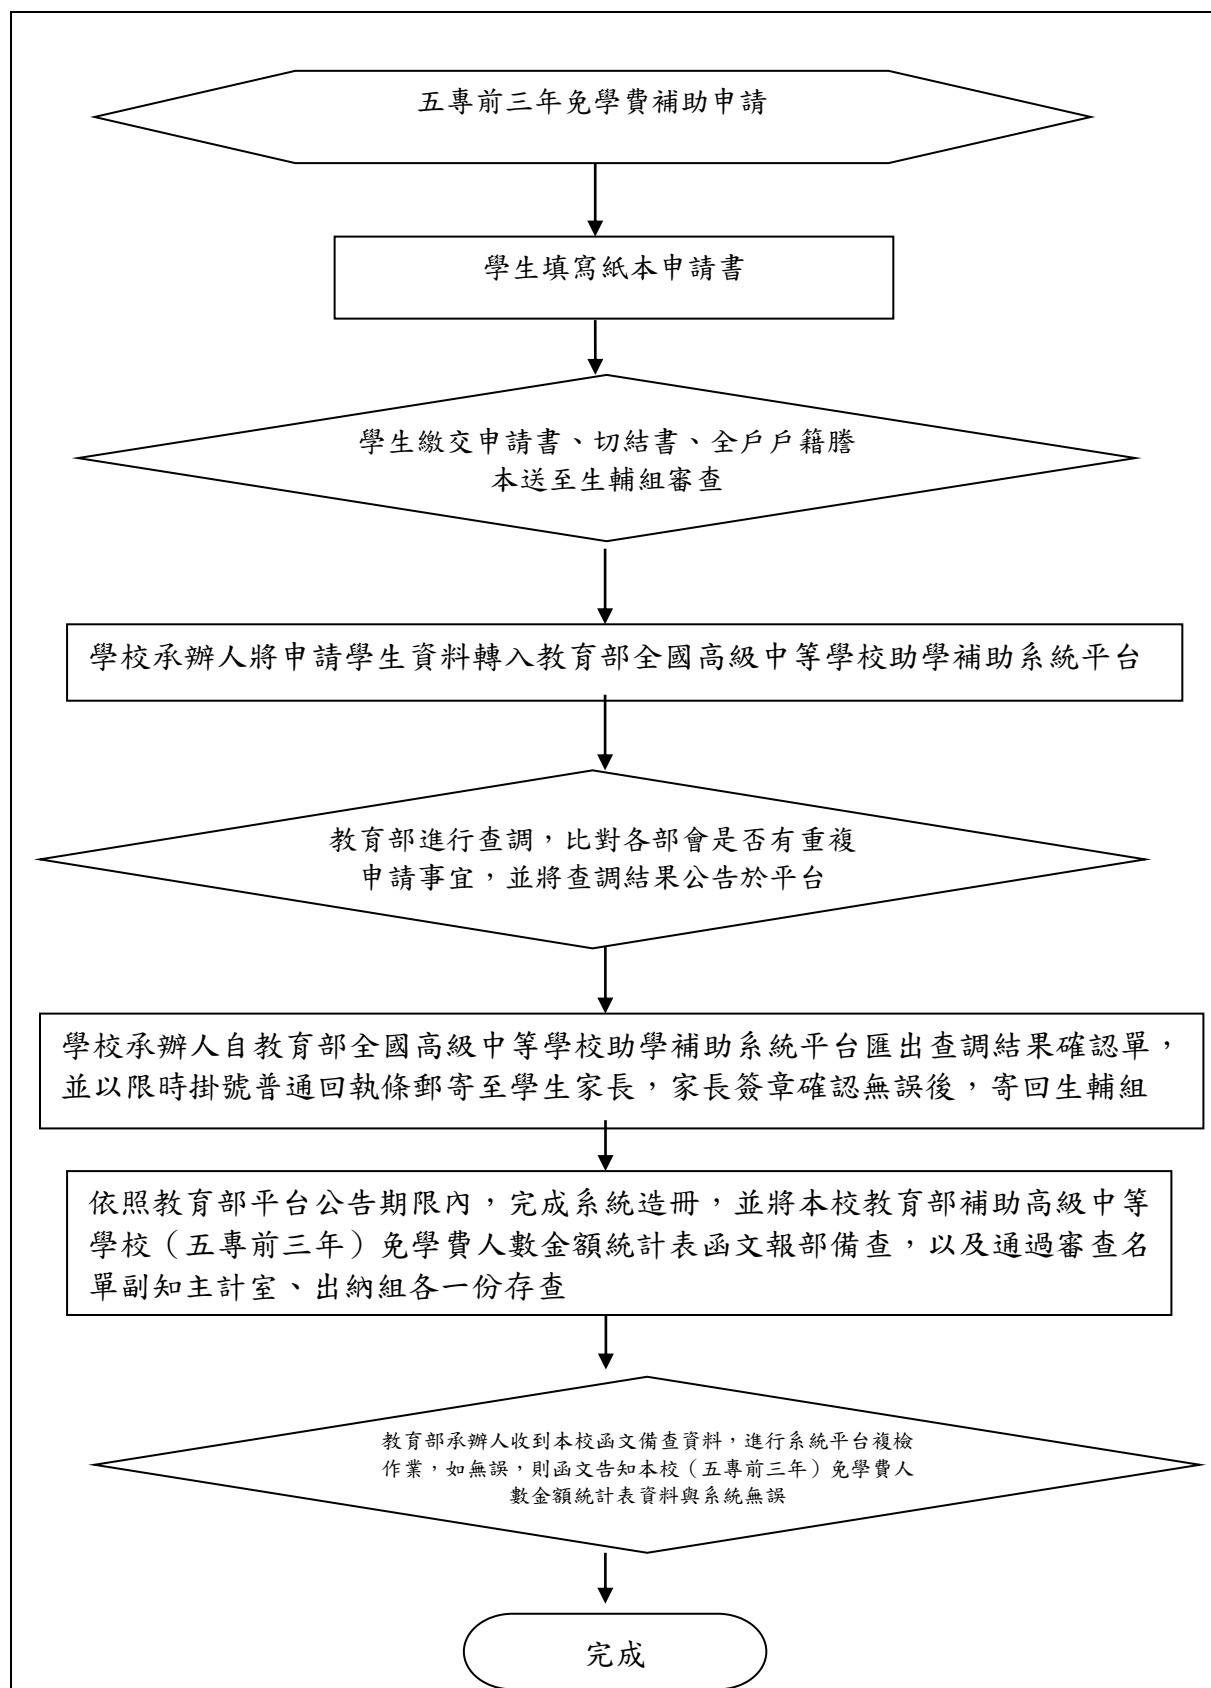 五專前三年免學費補助申請
學生填寫紙本申請書
學生繳交申請書、切結書、全戶戶籍謄
本送至生輔組審查
學校承辦人將申請學生資料轉入教育部全國高級中等學校助學補助系統平台
教育部進行查調，比對各部會是否有重複
申請事宜，並將查調結果公告於平台
學校承辦人自教育部全國高級中等學校助學補助系統平台匯出查調結果確認單，
並以限時掛號普通回執條郵寄至學生家長，家長簽章確認無誤後，寄回生輔組
依照教育部平台公告期限內，完成系統造冊，並將本校教育部補助高級中等
學校（五專前三年）免學費人數金額統計表函文報部備查，以及通過審查名
單副知主計室、出納組各一份存查
教育部承辦人收到本校函文備查資料，進行系統平台複檢
作業，如無誤，則函文告知本校（五專前三年）免學費人
數金額統計表資料與系統無誤
完成